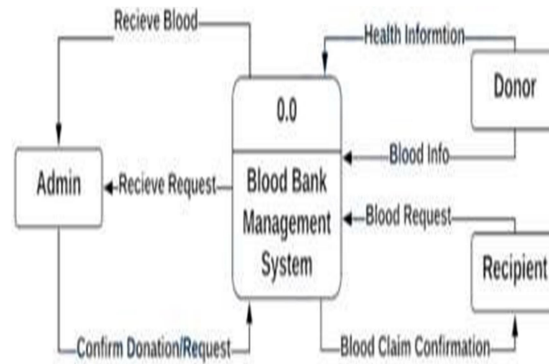 Recieve Blood
Health Informtion
Donor
0.0
Blood Info
Admin
Recieve Request
Blood Bank
Management
System
Blood Request
Recipient
Confirm Donation/Request
Blood Claim Confirmation